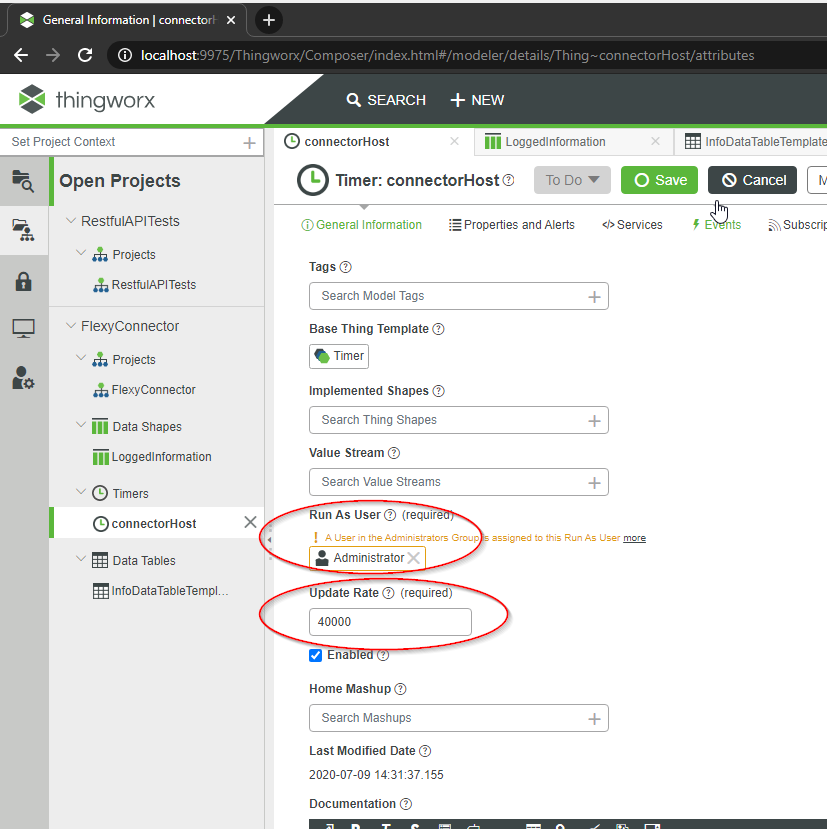 General Information | connectorH
localhost:9975/Thingworx/Composer/index.html#/modeler/details/Thing~connectorHost/attributes
thingworx
SEARCH
NEW
Set Project Context
connectorHost
LoggedInformation
InfoDataTableTemplate
Open Projects
Timer: connectorHost
To Do
Save
Cancel
M
General Information
Properties and Alerts
Services
Events
Subscrip
RestfulAPITests
Projects
RestfulAPITests
FlexyConnector
Projects
FlexyConnector
Data Shapes
LoggedInformation
Timers
connectorHost
Data Tables
InfoDataTableTempl...
Tags
Search Model Tags
Base Thing Template
Timer
Implemented Shapes
Search Thing Shapes
Value Stream
Search Value Streams
Run As User (required)
! A User in the Administrators Group is assigned to this Run As User more
Administrator
Update Rate (required)
40000
Enabled
Home Mashup
Search Mashups
Last Modified Date
2020-07-09 14:31:37.155
Documentation